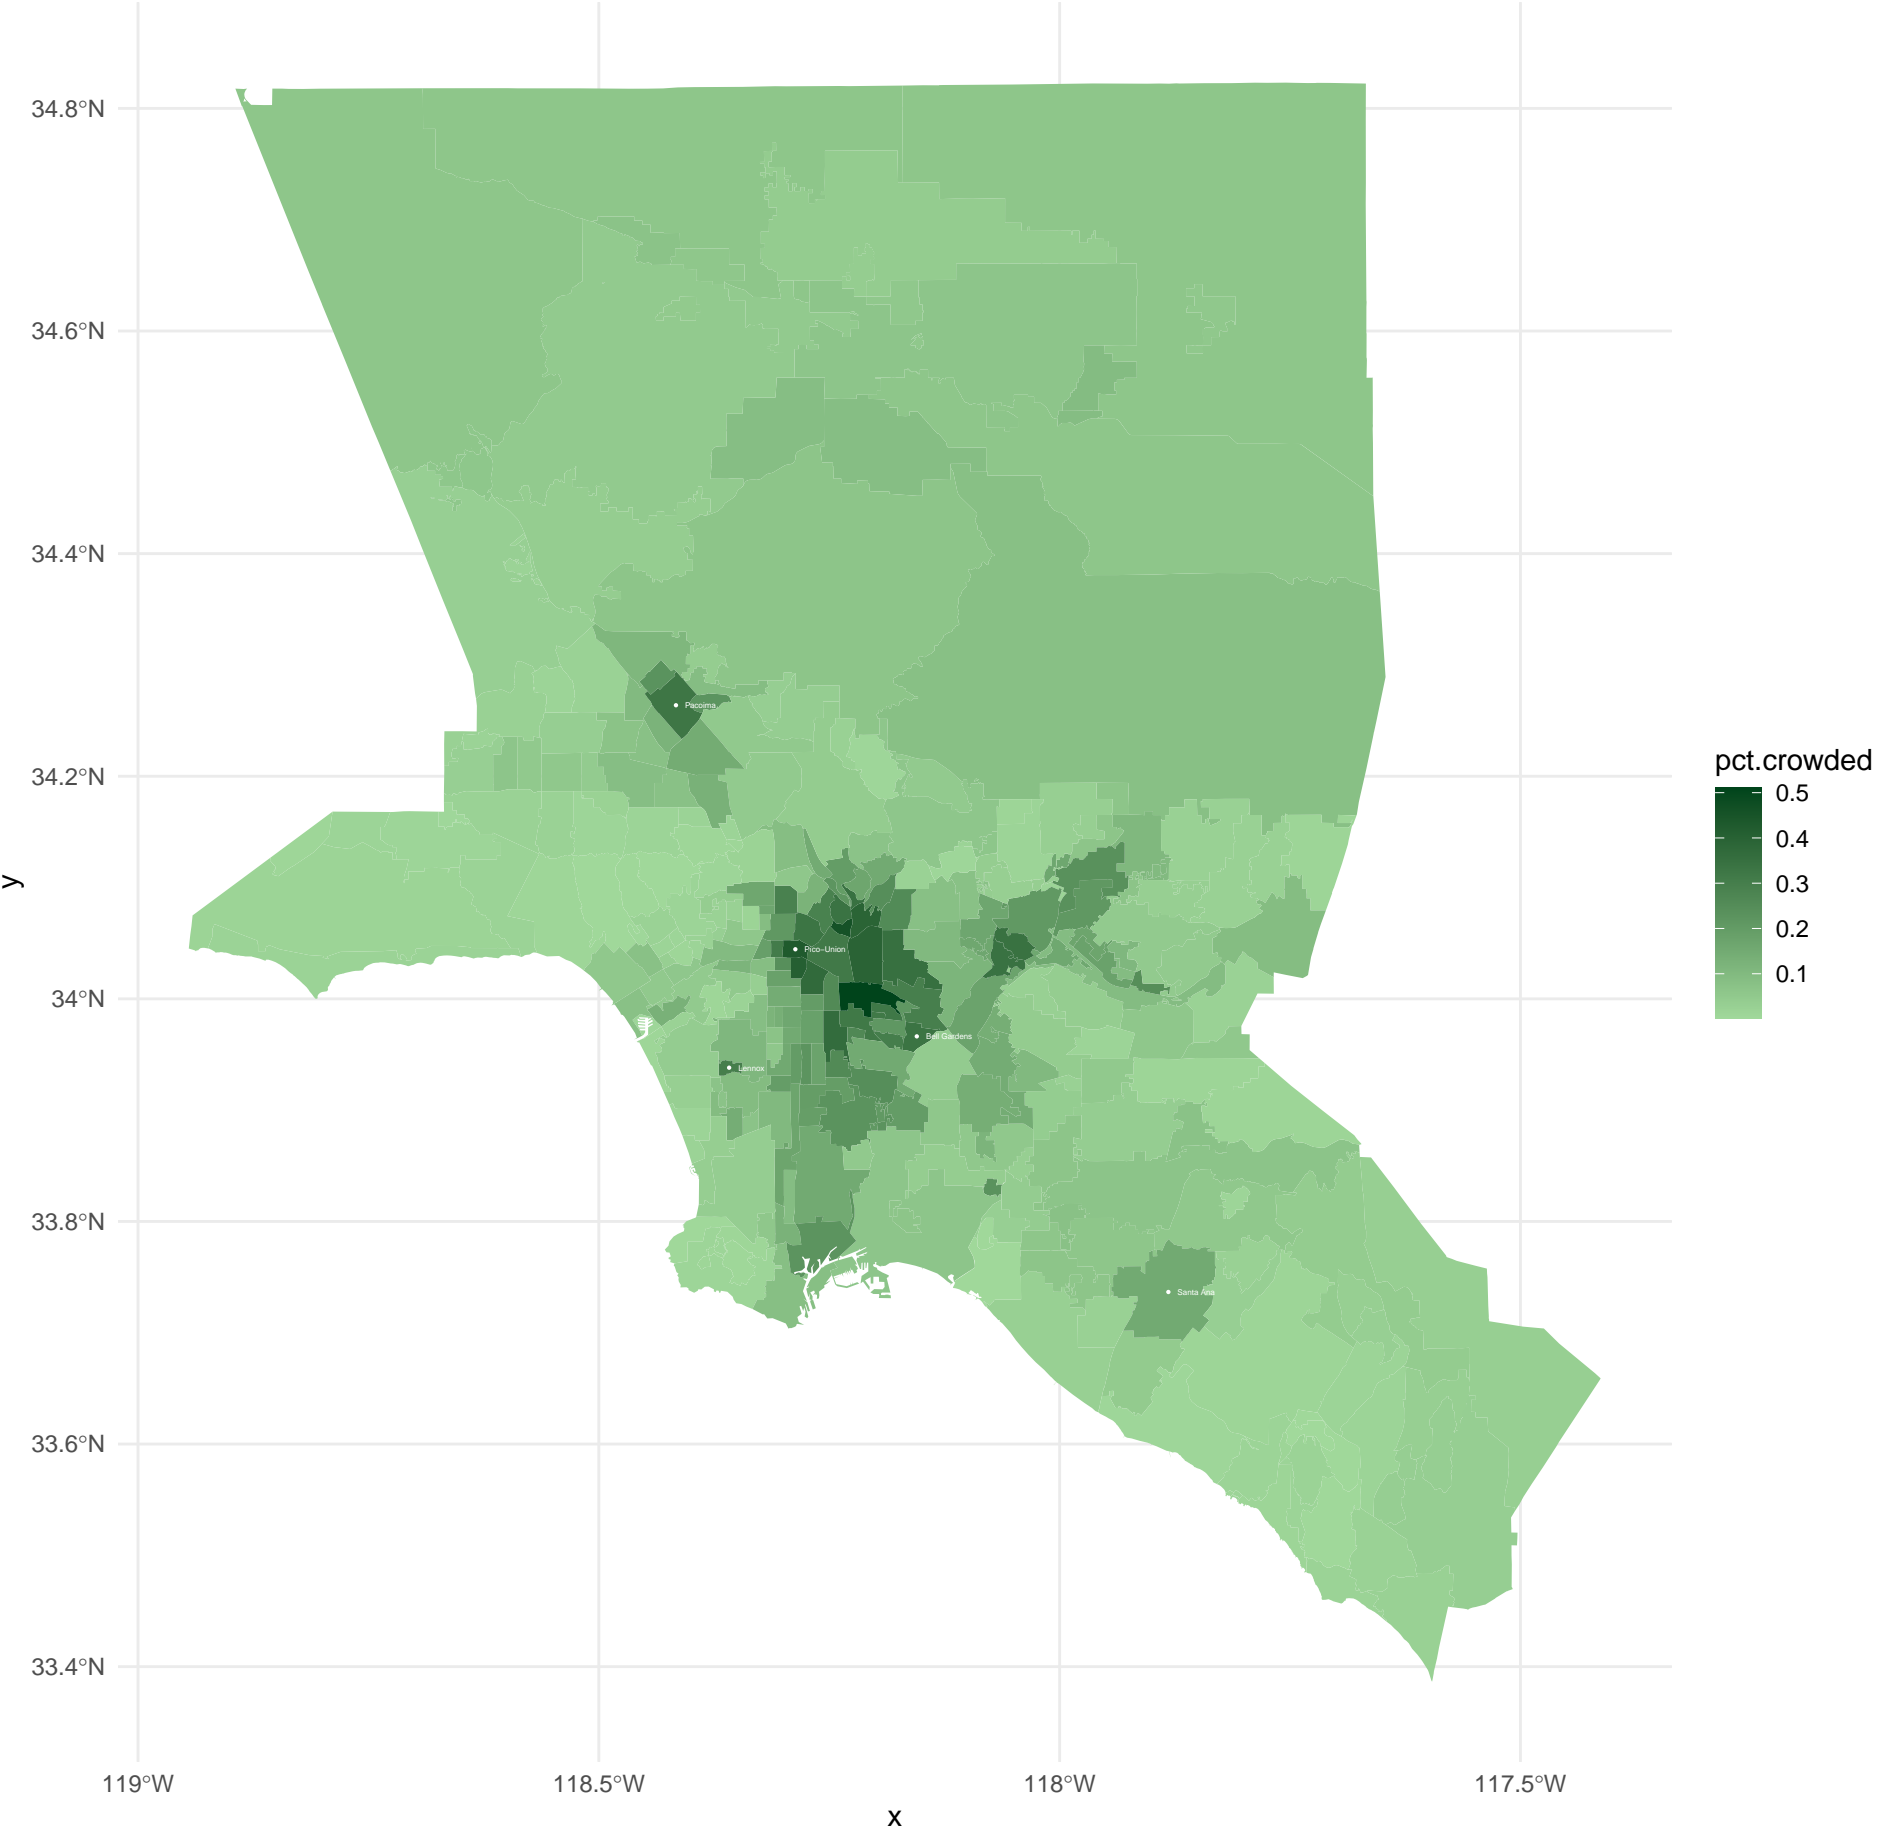 34.8°N
34.6°N
34.4°N
34.2°N
34°N
33.8°N
33.6°N
33.4°N
y
Pacoima
Pico-Union
Bell Gardens
Lennox
Santa Ana
119°W
118.5°W
118°W
117.5°W
x
pct.crowded
0.5
0.4
0.3
0.2
0.1